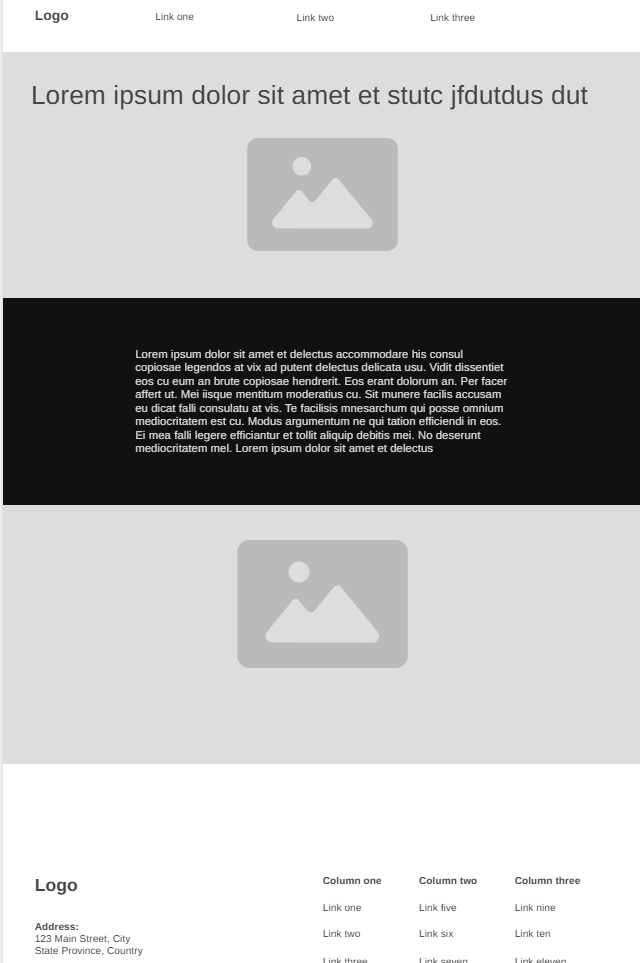 Logo
Link one
Link two
Link three
Lorem ipsum dolor sit amet et stutc jfdutdus dut
Lorem ipsum dolor sit amet et delectus accommodare his consul
copiosae legendos at vix ad putent delectus delicata usu. Vidit dissentiet
eos cu eum an brute copiosae hendrerit. Eos erant dolorum an. Per facer
affert ut. Mei iisque mentitum moderatius cu. Sit munere facilis accusam
eu dicat falli consulatu at vis. Te facilisis mnesarchum qui posse omnium
mediocritatem est cu. Modus argumentum ne qui tation efficiendi in eos.
Ei mea falli legere efficiantur et tollit aliquip debitis mei. No deserunt
mediocritatem mel. Lorem ipsum dolor sit amet et delectus
Logo
Address:
123 Main Street, City
State Province, Country
Column one
Link one
Link two
Link three
Column two
Link five
Link six
Link seven
Column three
Link nine
Link ten
Link eleven